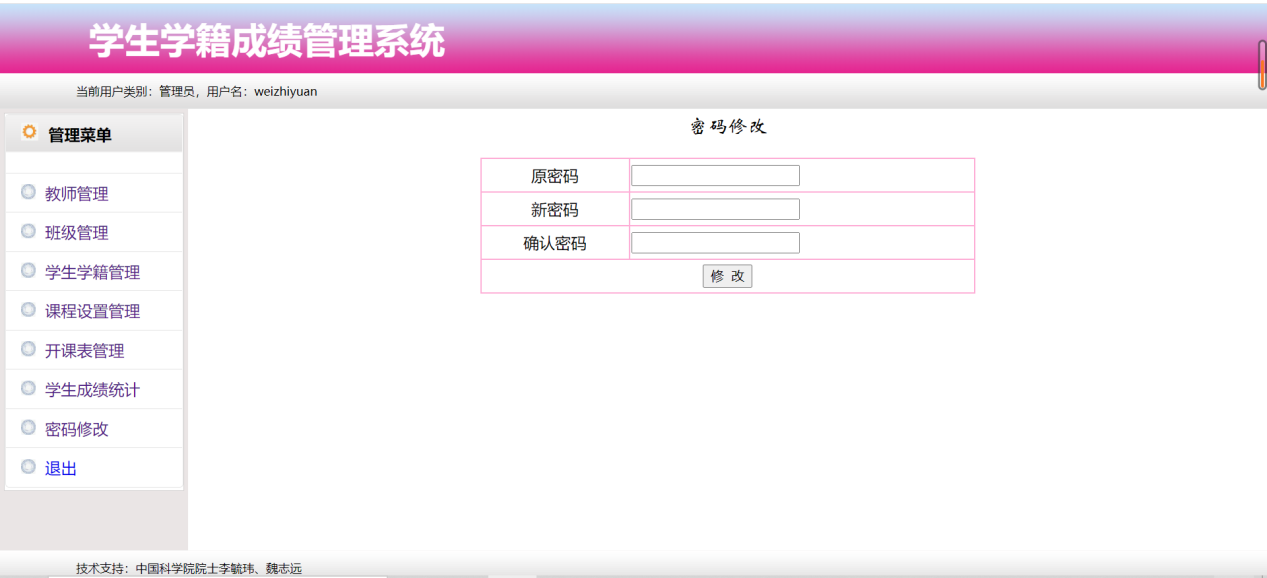 学生学籍成绩管理系统
当前用户类别：管理员，用户名：weizhiyuan
管理菜单
教师管理
班级管理
学生学籍管理
课程设置管理
开课表管理
学生成绩统计
密码修改
退出
密码修改
原密码
新密码
确认密码
修 改
技术支持：中国科学院院士李毓玮、魏志远